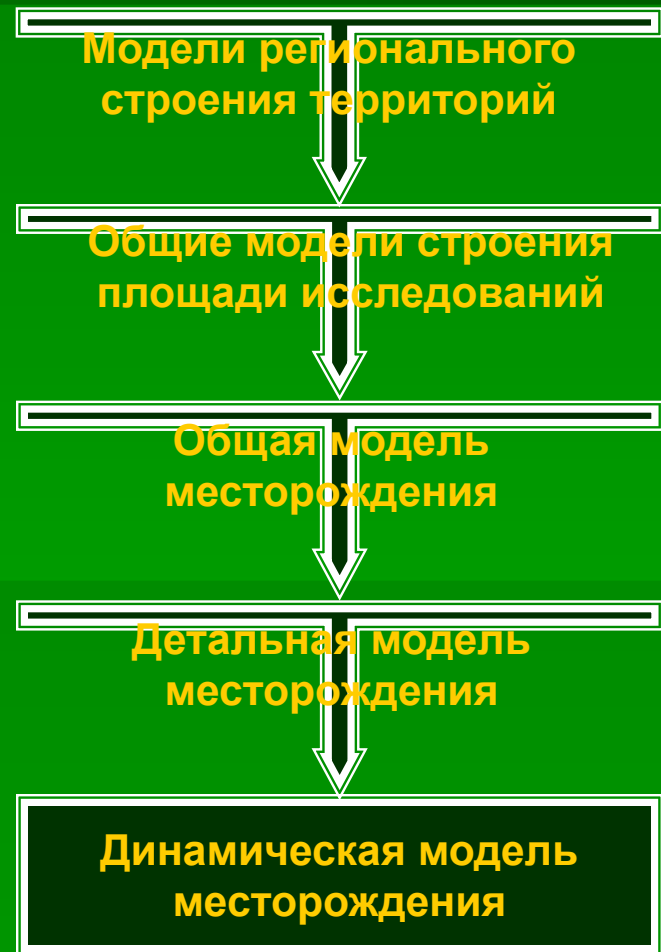 Модели регионального
строения территорий
Общие модели строения
площади исследований
Общая модель
месторождения
Детальная модель
месторождения
Динамическая модель
месторождения